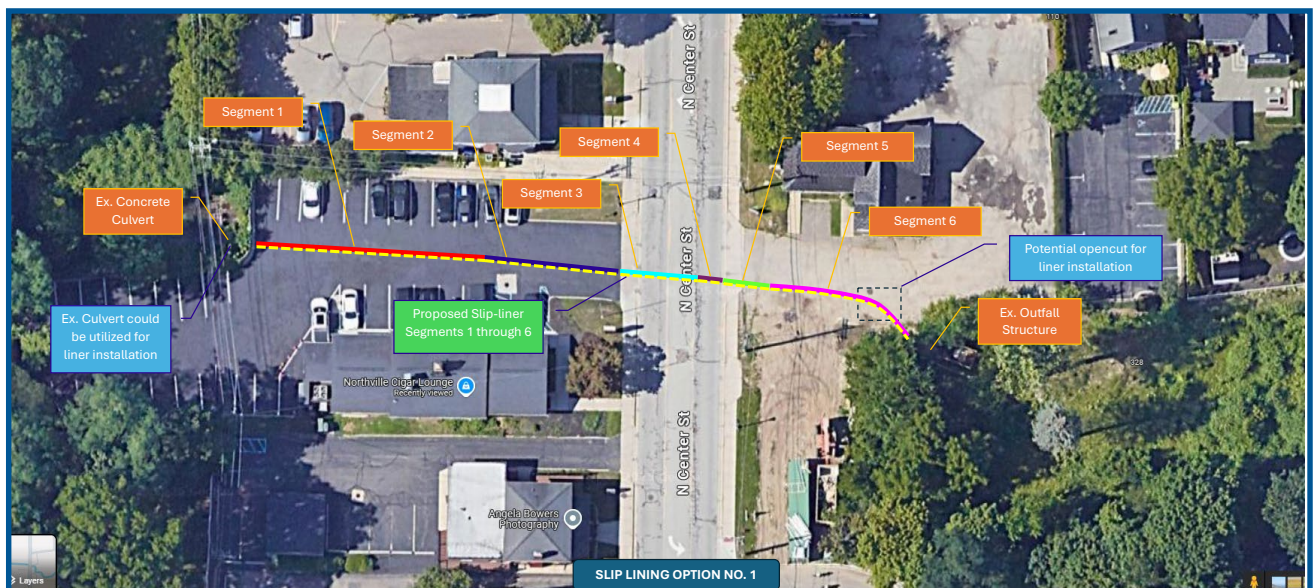 110
N Center St
Segment 1
Segment 2
Segment 4
Segment 5
Segment 3
Ex. Concrete
Culvert
Segment 6
N Center St
Potential opencut for
liner installation
Proposed Slip-liner
Segments 1 through 6
Ex. Culvert could
be utilized for
liner installation
Ex. Outfall
Structure
328
Northville Cigar Lounge
Recently viewed
N Center St
Angela Bowers
Photography
Layers
SLIP LINING OPTION NO. 1